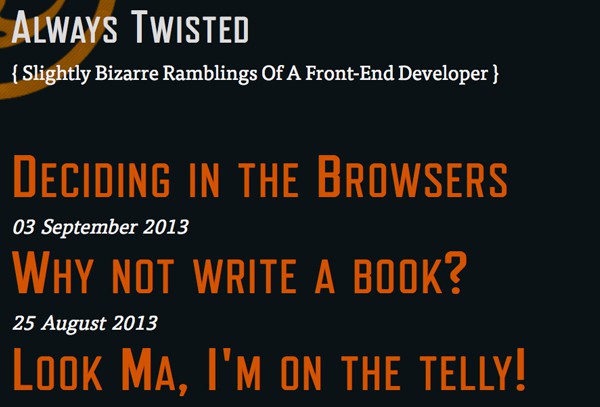 Always Twisted
{ Slightly Bizarre Ramblings Of A Front-End Developer }
Deciding in the Browsers
03 September 2013
Why not write a book?
25 August 2013
Look Ma, I'm on the telly!